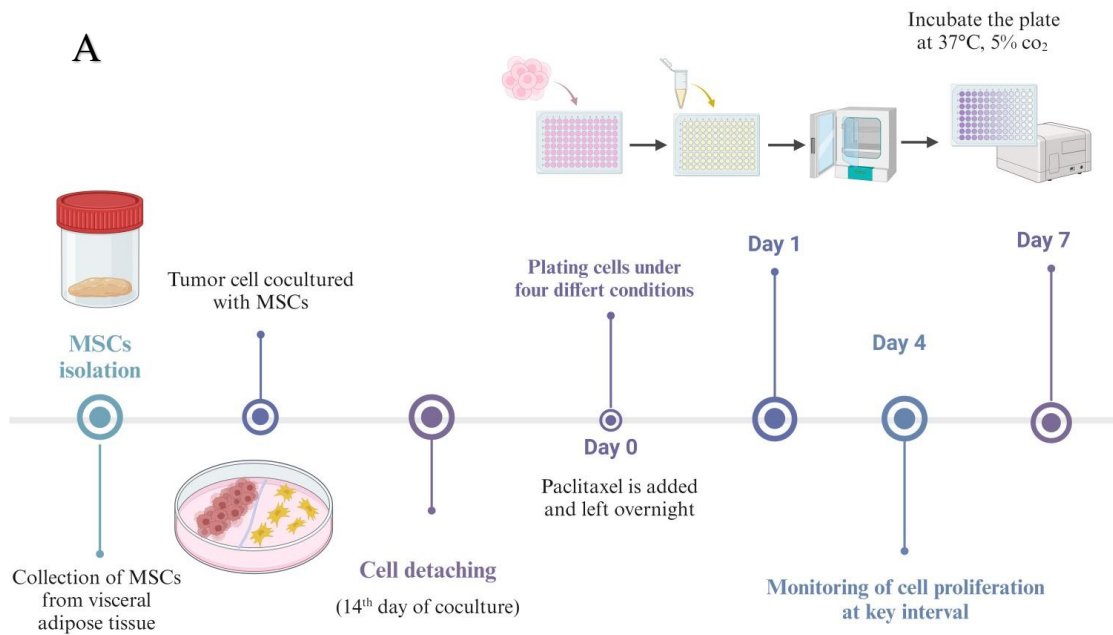 A
Incubate the plate
at 37°C, 5% co₂
Tumor cell cocultured
with MSCs
MSCs
isolation
Plating cells under
four differt conditions
Day 1
Day 4
Day 7
Day 0
Paclitaxel is added
and left overnight
Collection of MSCs
from visceral
adipose tissue
Cell detaching
(14th day of coculture)
Monitoring of cell proliferation
at key interval